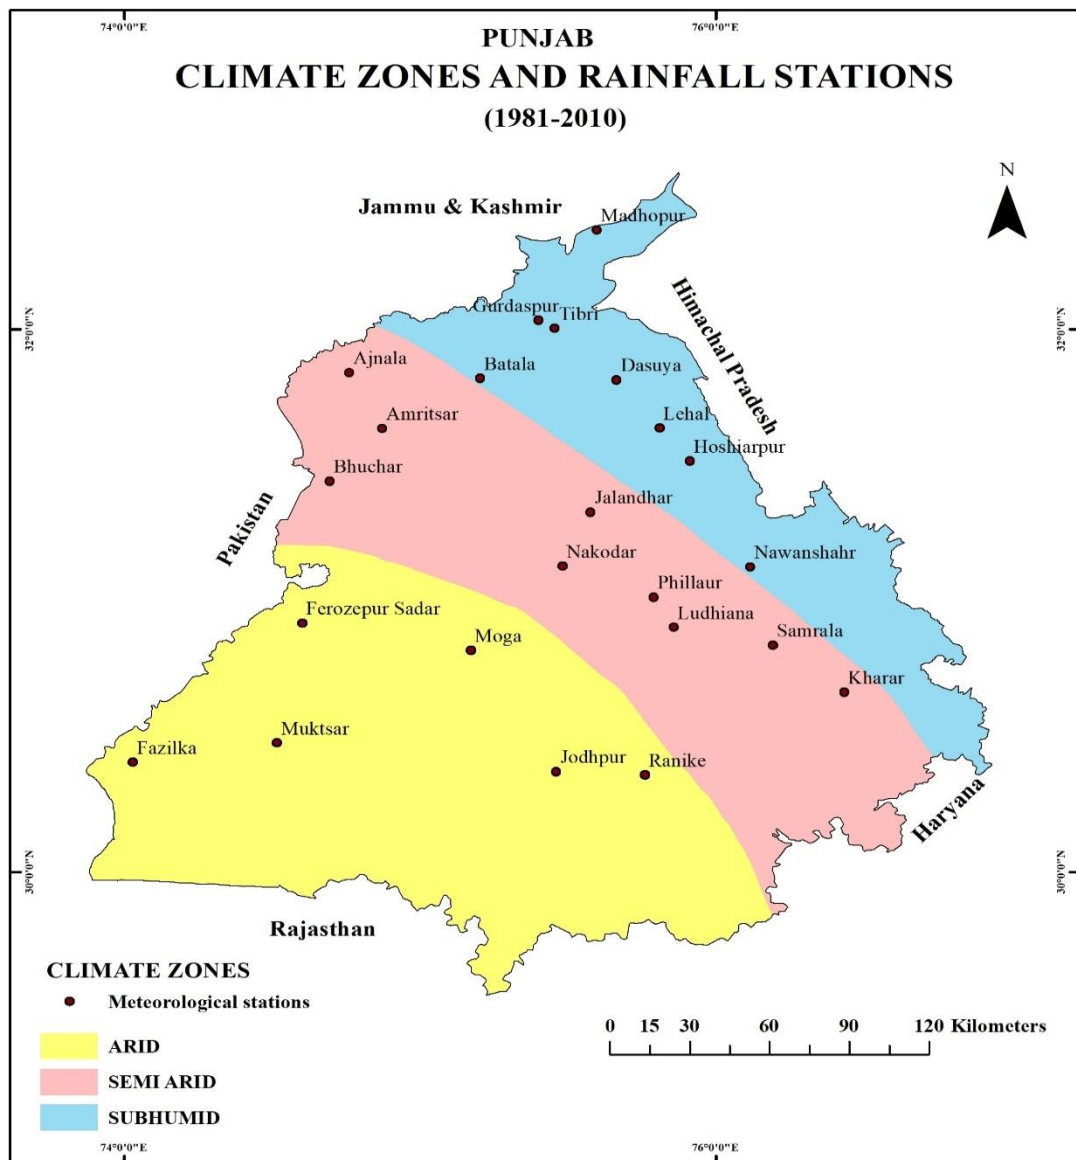 74°0'0"E
76°0'0"E
PUNJAB
CLIMATE ZONES AND RAINFALL STATIONS
(1981-2010)
N
Jammu & Kashmir
Madhopur
Himachal Pradesh
Gurdaspur
Tibri
32°0'0"N
32°0'0"N
Ajnala
Batala
Dasuya
Amritsar
Lehal
Hoshiarpur
Bhuchar
Jalandhar
Pakistan
Nakodar
Nawanshahr
Phillaur
Ferozepur Sadar
Ludhiana
Moga
Samrala
Kharar
Muktsar
Fazilka
Jodhpur
Ranike
Haryana
30°0'0"N
30°0'0"N
Rajasthan
CLIMATE ZONES
Meteorological stations
0 15 30 60 90 120 Kilometers
ARID
SEMI ARID
SUBHUMID
74°0'0"E
76°0'0"E